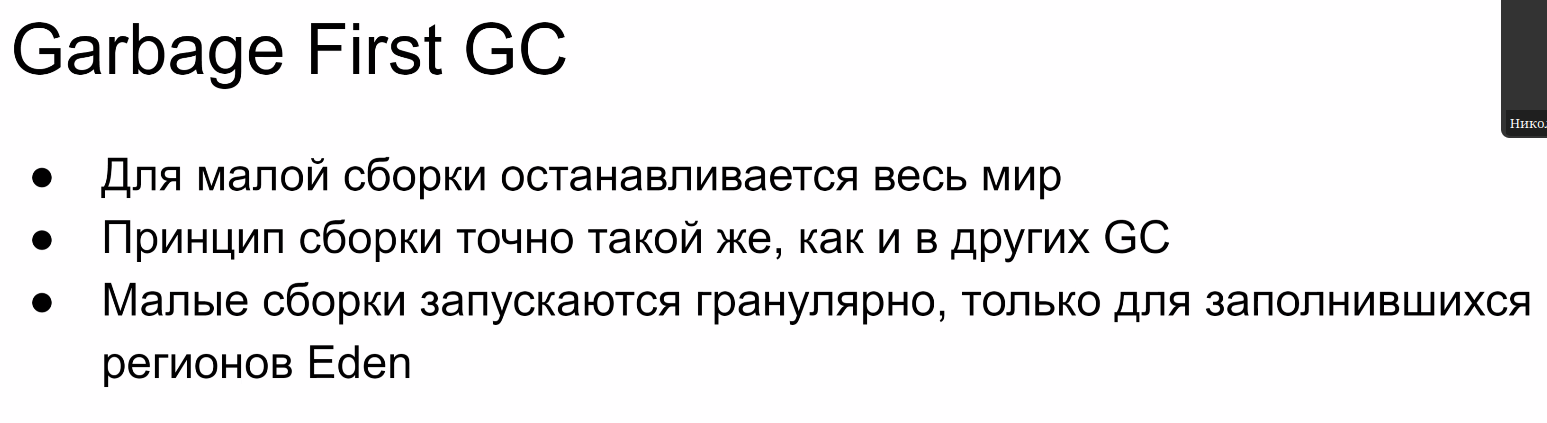 Garbage First GC
● Для малой сборки останавливается весь мир
● Принцип сборки точно такой же, как и в других GC
● Малые сборки запускаются гранулярно, только для заполнившихся
регионов Eden